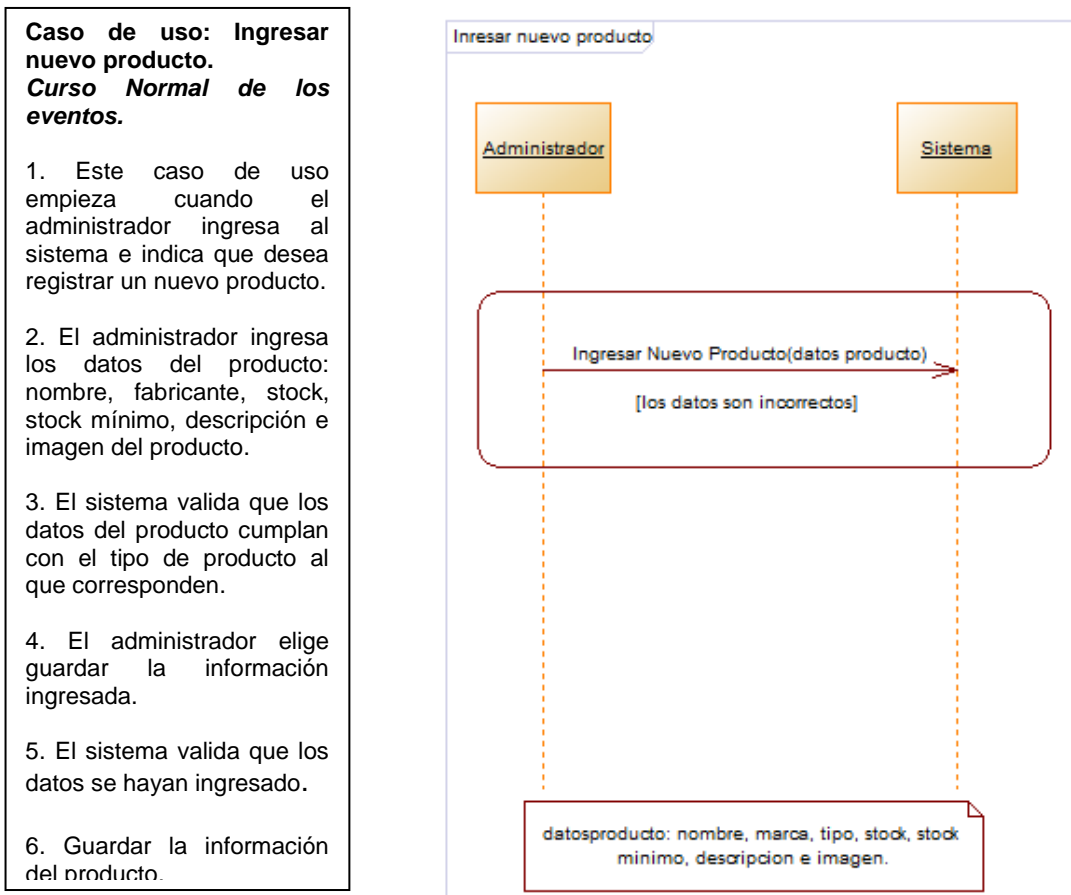 Caso de uso: Ingresar
nuevo producto.
Curso Normal de los
eventos.
1. Este caso de uso
empieza cuando el
administrador ingresa al
sistema e indica que desea
registrar un nuevo producto.
2. El administrador ingresa
los datos del producto:
nombre, fabricante, stock,
stock mínimo, descripción e
imagen del producto.
3. El sistema valida que los
datos del producto cumplan
con el tipo de producto al
que corresponden.
4. El administrador elige
guardar la información
ingresada.
5. El sistema valida que los
datos se hayan ingresado.
6. Guardar la información
del producto.
Inresar nuevo producto
Administrador
Sistema
Ingresar Nuevo Producto(datos producto)
[los datos son incorrectos]
datosproducto: nombre, marca, tipo, stock, stock
minimo, descripcion e imagen.